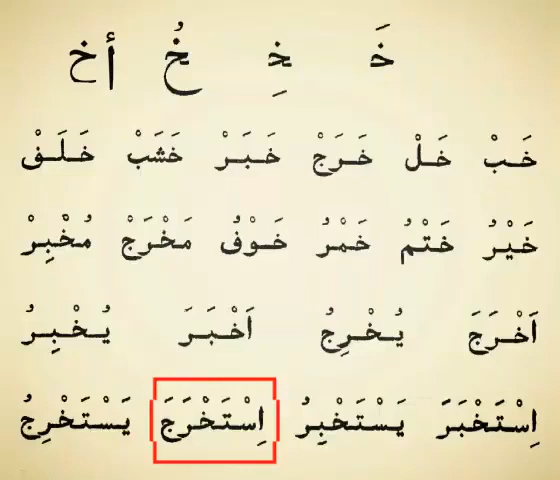 خَ خِ خُ أخ
خَبْ خَلْ خَرَجْ خَبَرْ خَشَبْ خَلَقْ
خَيْرُ خَتْمُ خَمْرُ خَوْفُ مَخْرَجْ مُخْبِرْ
اَخْرَجَ يُخْرِجُ اَخْبَرَ يُخْبِرُ
اِسْتَخْبَرَ يَسْتَخْبِرُ اِسْتَخْرَجَ يَسْتَخْرِجُ